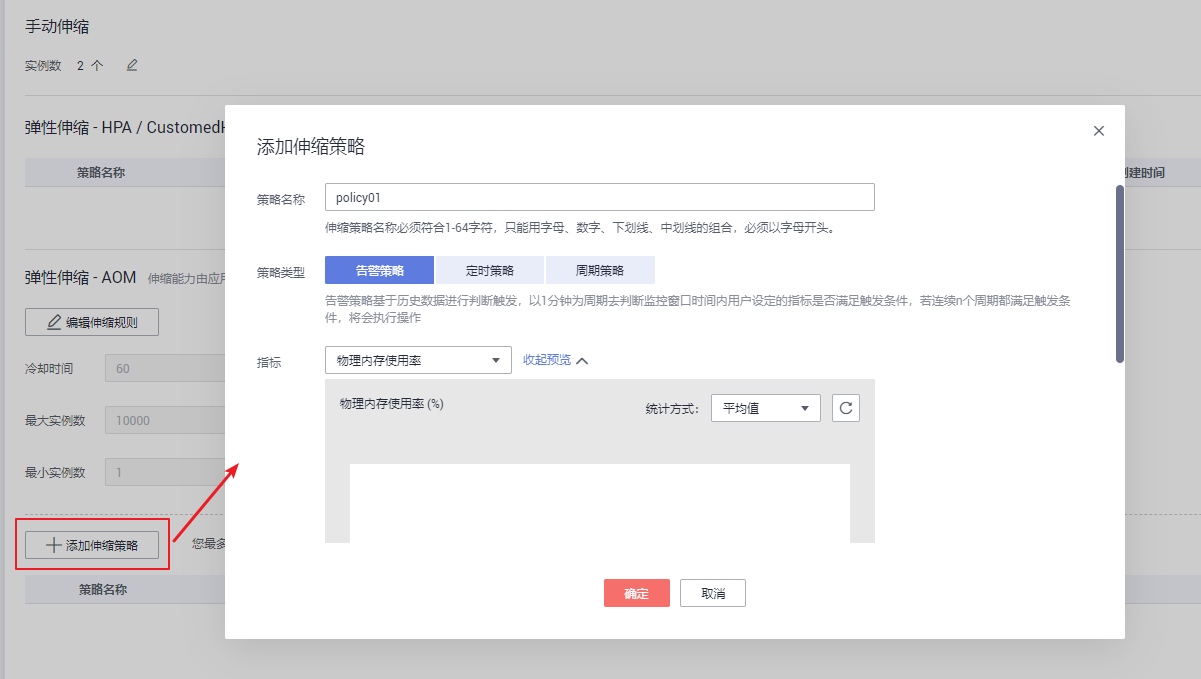 手动伸缩
实例数 2 个
弹性伸缩 - HPA / Customed
策略名称
建时间
弹性伸缩 - AOM 伸缩能力由应
编辑伸缩规则
冷却时间 60
最大实例数 10000
最小实例数 1
添加伸缩策略 您最多
策略名称
添加伸缩策略
策略名称 policy01
伸缩策略名称必须符合1-64字符，只能用字母、数字、下划线、中划线的组合，必须以字母开头。
策略类型 告警策略 定时策略 周期策略
告警策略基于历史数据进行判断触发，以1分钟为周期去判断监控窗口时间内用户设定的指标是否满足触发条件，若连续n个周期都满足触发条
件，将会执行操作
指标 物理内存使用率 收起预览
物理内存使用率 (%) 统计方式： 平均值
确定 取消